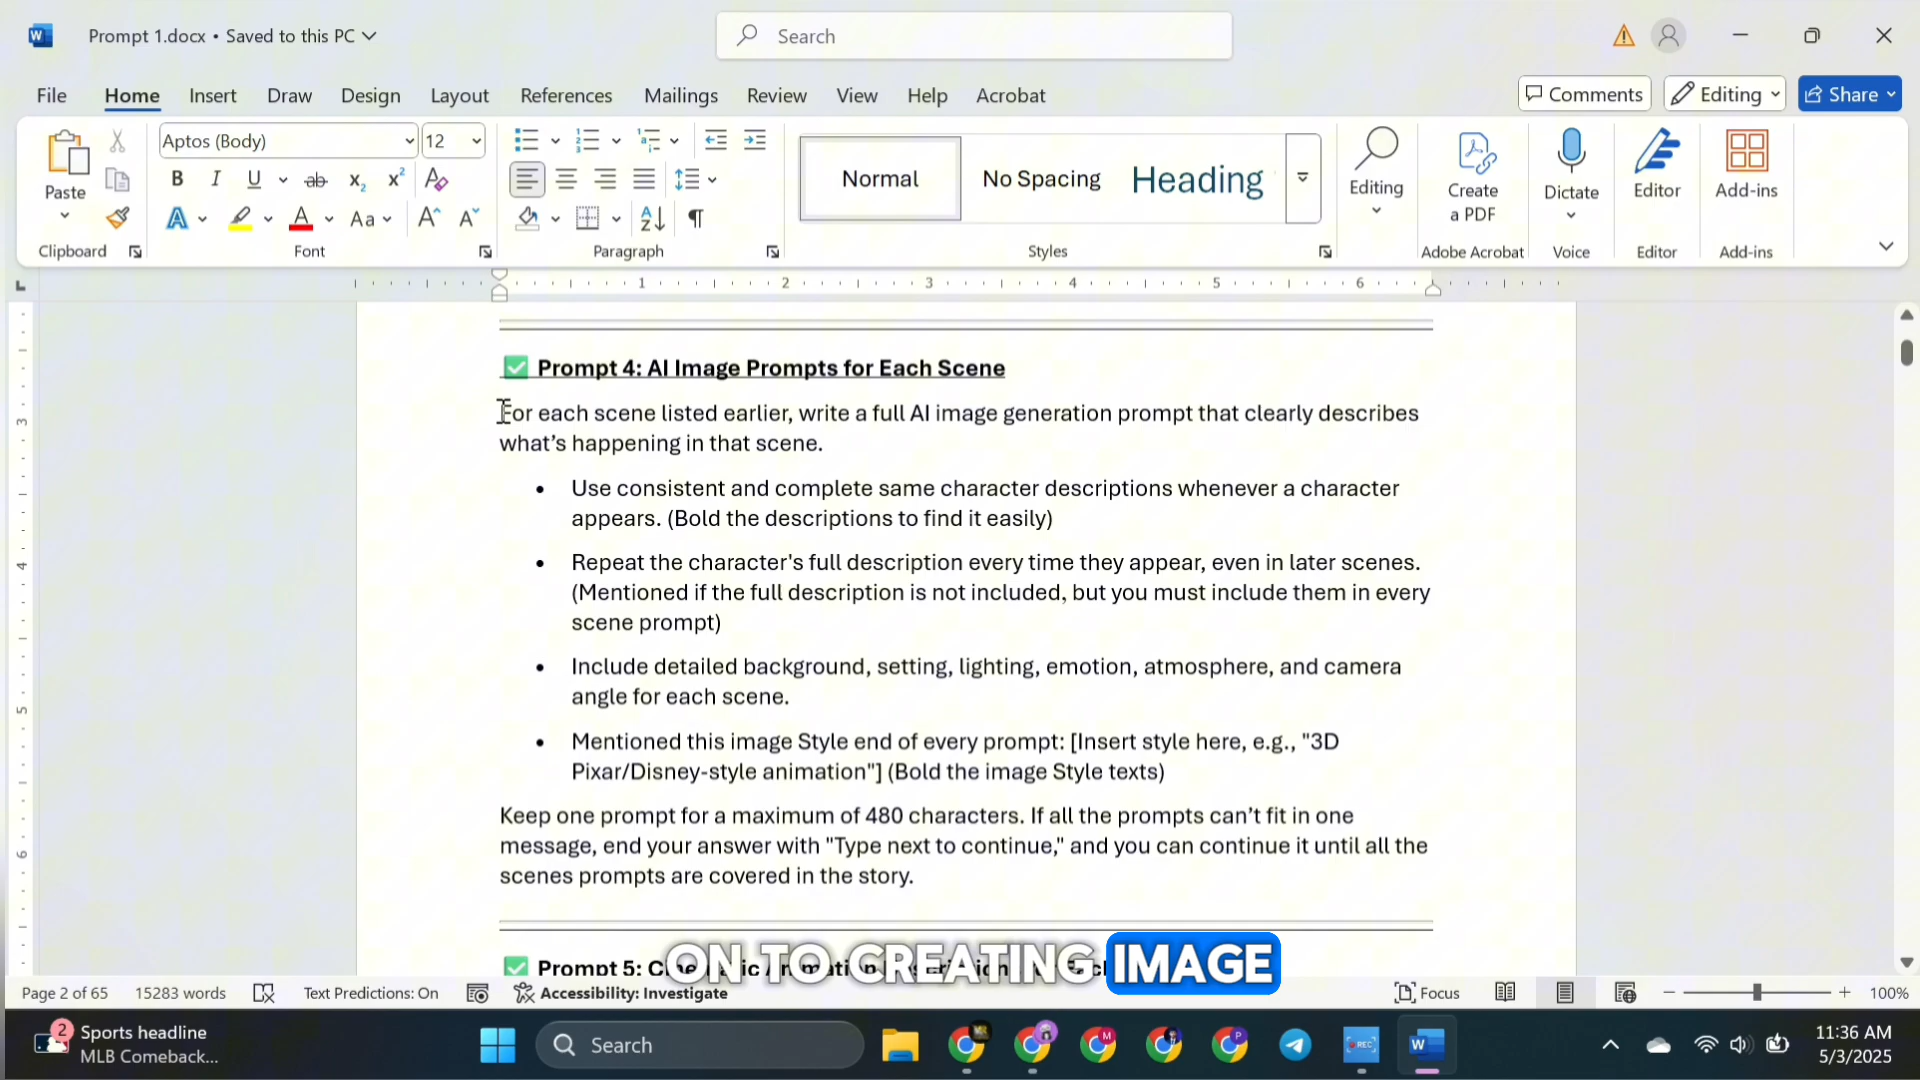 Prompt 1.docx • Saved to this PC
Search
File Home Insert Draw Design Layout References Mailings Review View Help Acrobat
Comments Editing Share
Paste
Aptos (Body) 12
Normal No Spacing Heading
Editing
Create a PDF
Dictate
Editor
Add-ins
Clipboard Font Paragraph Styles Adobe Acrobat Voice Editor Add-ins
1 2 3 4 5 6
✅ Prompt 4: AI Image Prompts for Each Scene
For each scene listed earlier, write a full AI image generation prompt that clearly describes
what’s happening in that scene.
• Use consistent and complete same character descriptions whenever a character
appears. (Bold the descriptions to find it easily)
• Repeat the character's full description every time they appear, even in later scenes.
(Mentioned if the full description is not included, but you must include them in every
scene prompt)
• Include detailed background, setting, lighting, emotion, atmosphere, and camera
angle for each scene.
• Mentioned this image Style end of every prompt: [Insert style here, e.g., "3D
Pixar/Disney-style animation"] (Bold the image Style texts)
Keep one prompt for a maximum of 480 characters. If all the prompts can’t fit in one
message, end your answer with "Type next to continue," and you can continue it until all the
scenes prompts are covered in the story.
✅ Prompt 5:
ON TO CREATING IMAGE
Page 2 of 65 15283 words Text Predictions: On Accessibility: Investigate Focus 100%
2 Sports headline
MLB Comeback...
Search
11:36 AM
5/3/2025